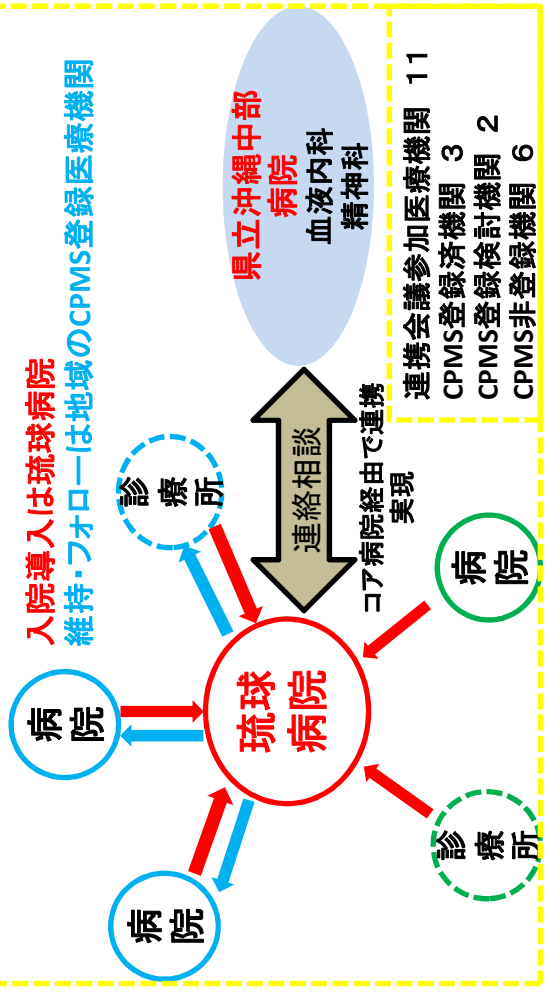 入院導入は琉球病院
維持・フォローは地域のCPMS登録医療機関
病
院
病
院
診
療
所
琉球
病院
連絡相談
コア病院経由で連携
実現
県立沖縄中部
病院
血液内科
精神科
診
療
所
病
院
連携会議参加医療機関 11
CPMS登録済機関 3
CPMS登録検討機関 2
CPMS非登録機関 6